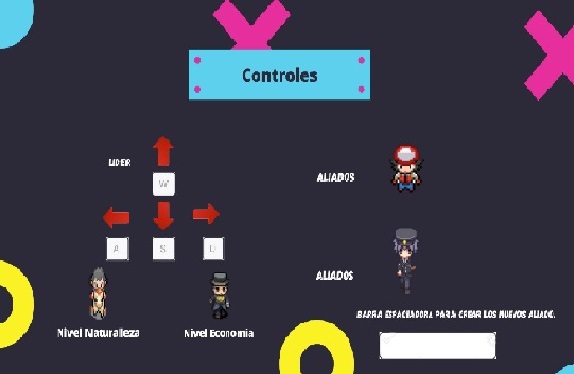 Controles
LIDER
W
A
S
D
ALIADOS
ALIADOS
Nivel Naturaleza
Nivel Economia
BARRA ESPACIADORA PARA CREAR LOS NUEVOS ALIADO.